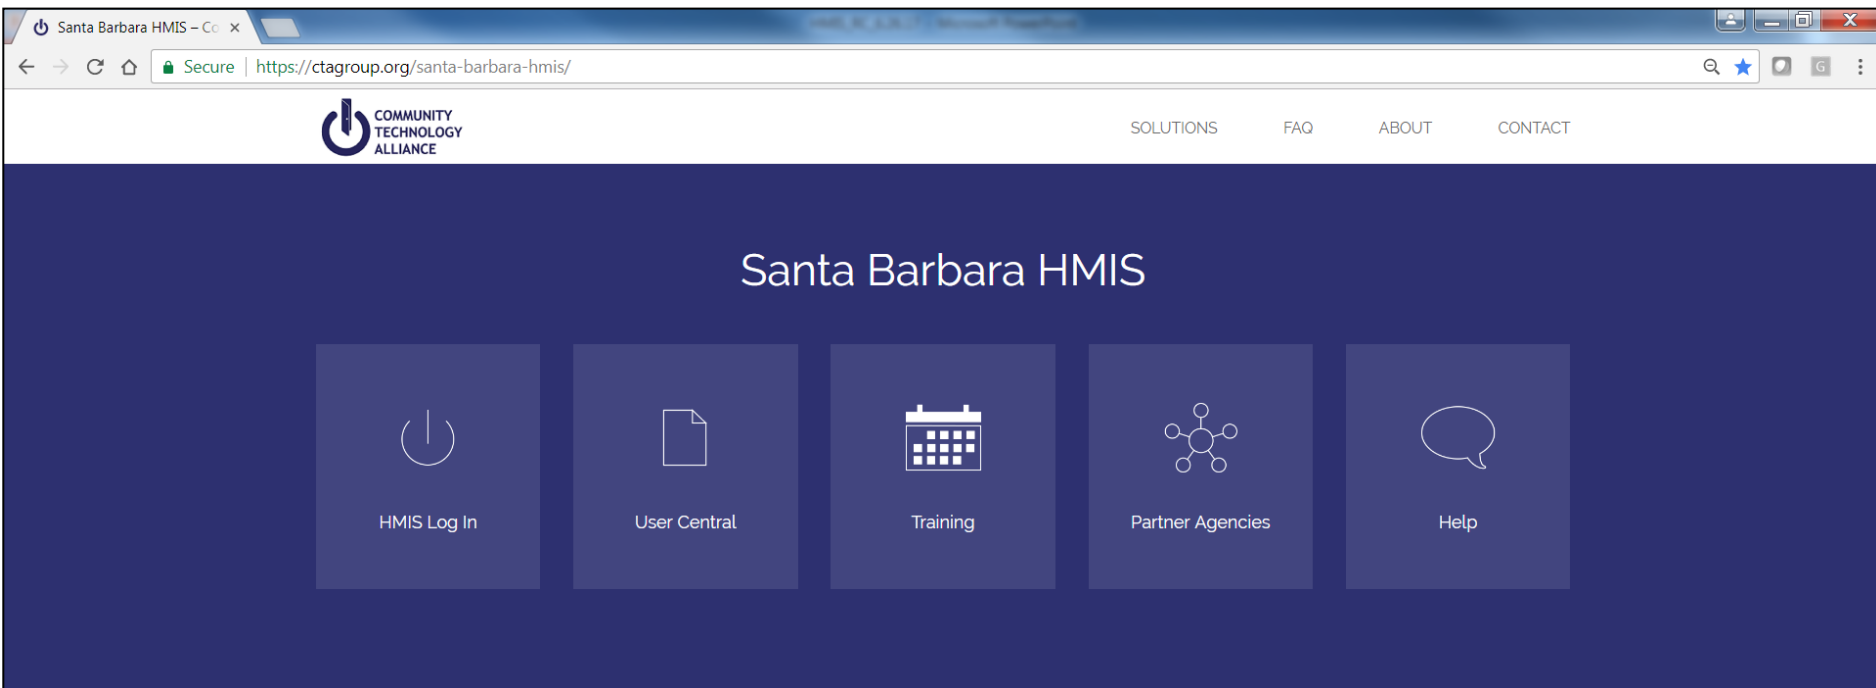 Santa Barbara HMIS – Co
Secure
https://ctagroup.org/santa-barbara-hmis/
G
COMMUNITY
TECHNOLOGY
ALLIANCE
SOLUTIONS
FAQ
ABOUT
CONTACT
Santa Barbara HMIS
HMIS Log In
User Central
Training
Partner Agencies
Help